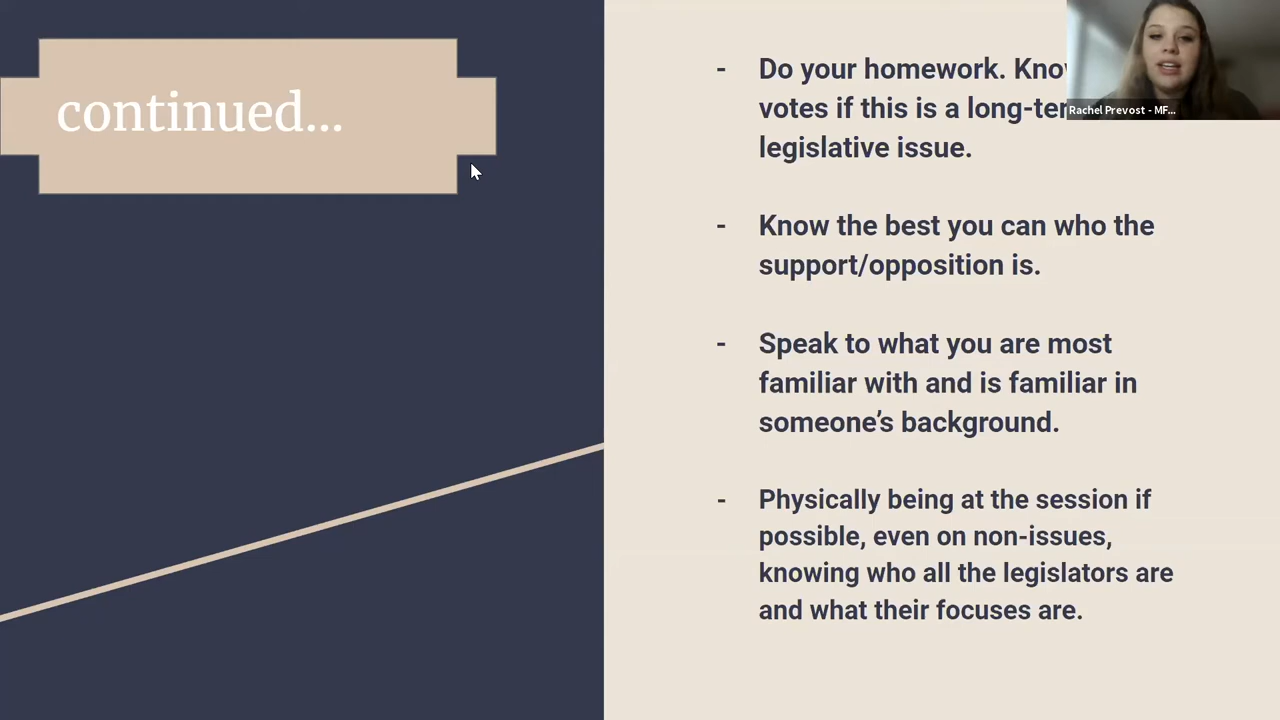 continued...
- Do your homework. Know
votes if this is a long-term
legislative issue.
- Know the best you can who the
support/opposition is.
- Speak to what you are most
familiar with and is familiar in
someone’s background.
- Physically being at the session if
possible, even on non-issues,
knowing who all the legislators are
and what their focuses are.
Rachel Prevost - MF...